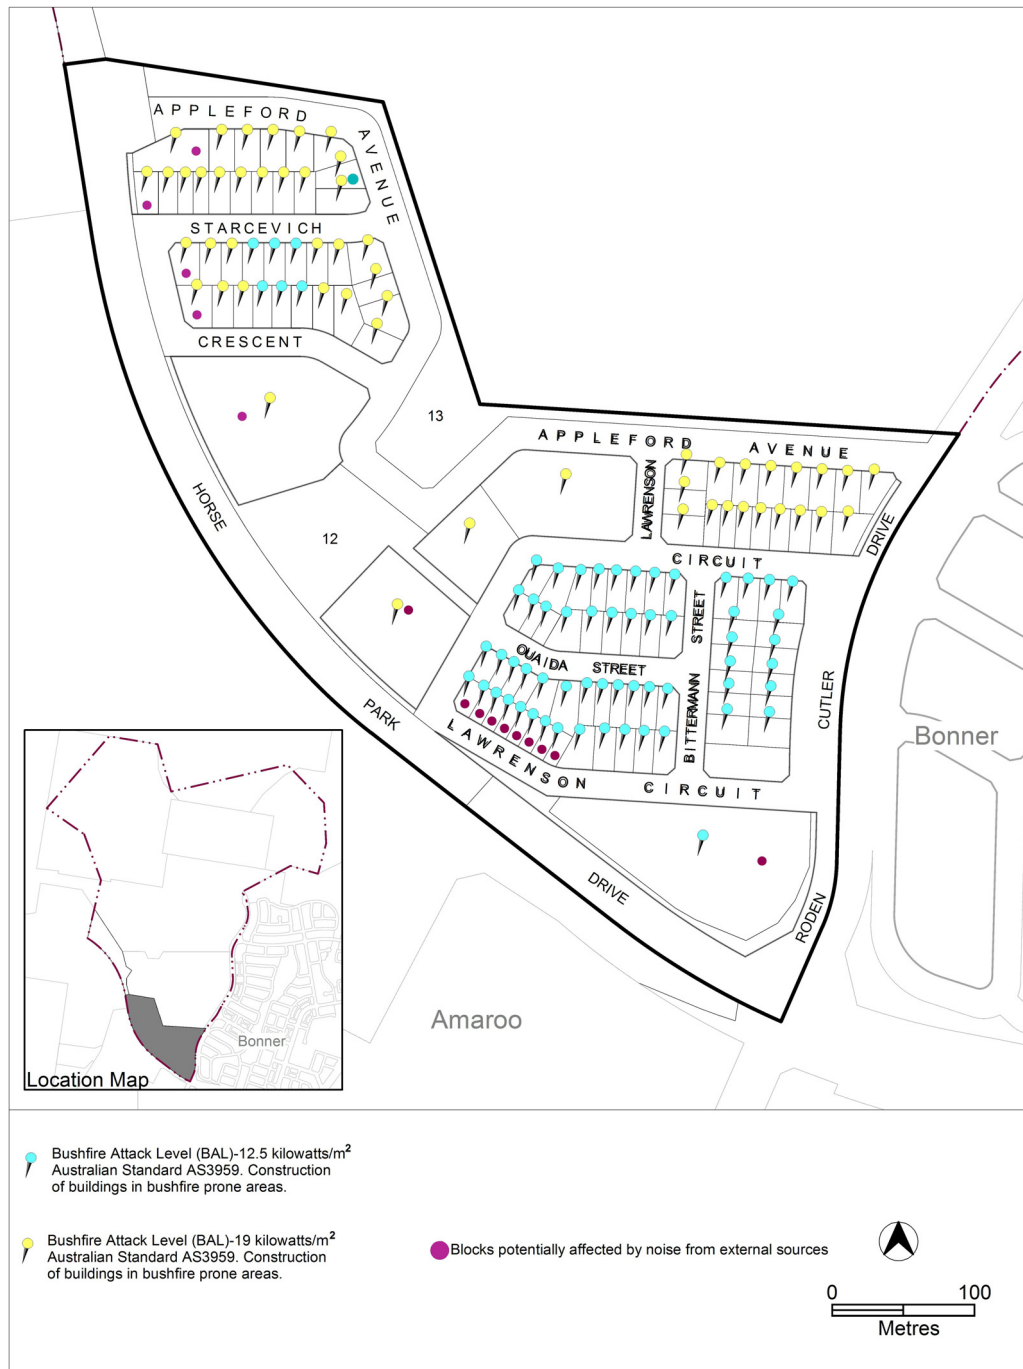 APPLEFORD
AVENUE
STARCEVICH
CRESCENT
13
APPLEFORD AVENUE
LAWRENSON
HORSE
12
DRIVE
CIRCUIT
STREET
OUAIDA STREET
BITTERMANN
CUTLER
PARK
LAWRENSON CIRCUIT
Bonner
DRIVE
RODEN
Amaroo
Bonner
Location Map
Bushfire Attack Level (BAL)-12.5 kilowatts/m²
Australian Standard AS3959. Construction
of buildings in bushfire prone areas.
Bushfire Attack Level (BAL)-19 kilowatts/m²
Australian Standard AS3959. Construction
of buildings in bushfire prone areas.
Blocks potentially affected by noise from external sources
0 100
Metres